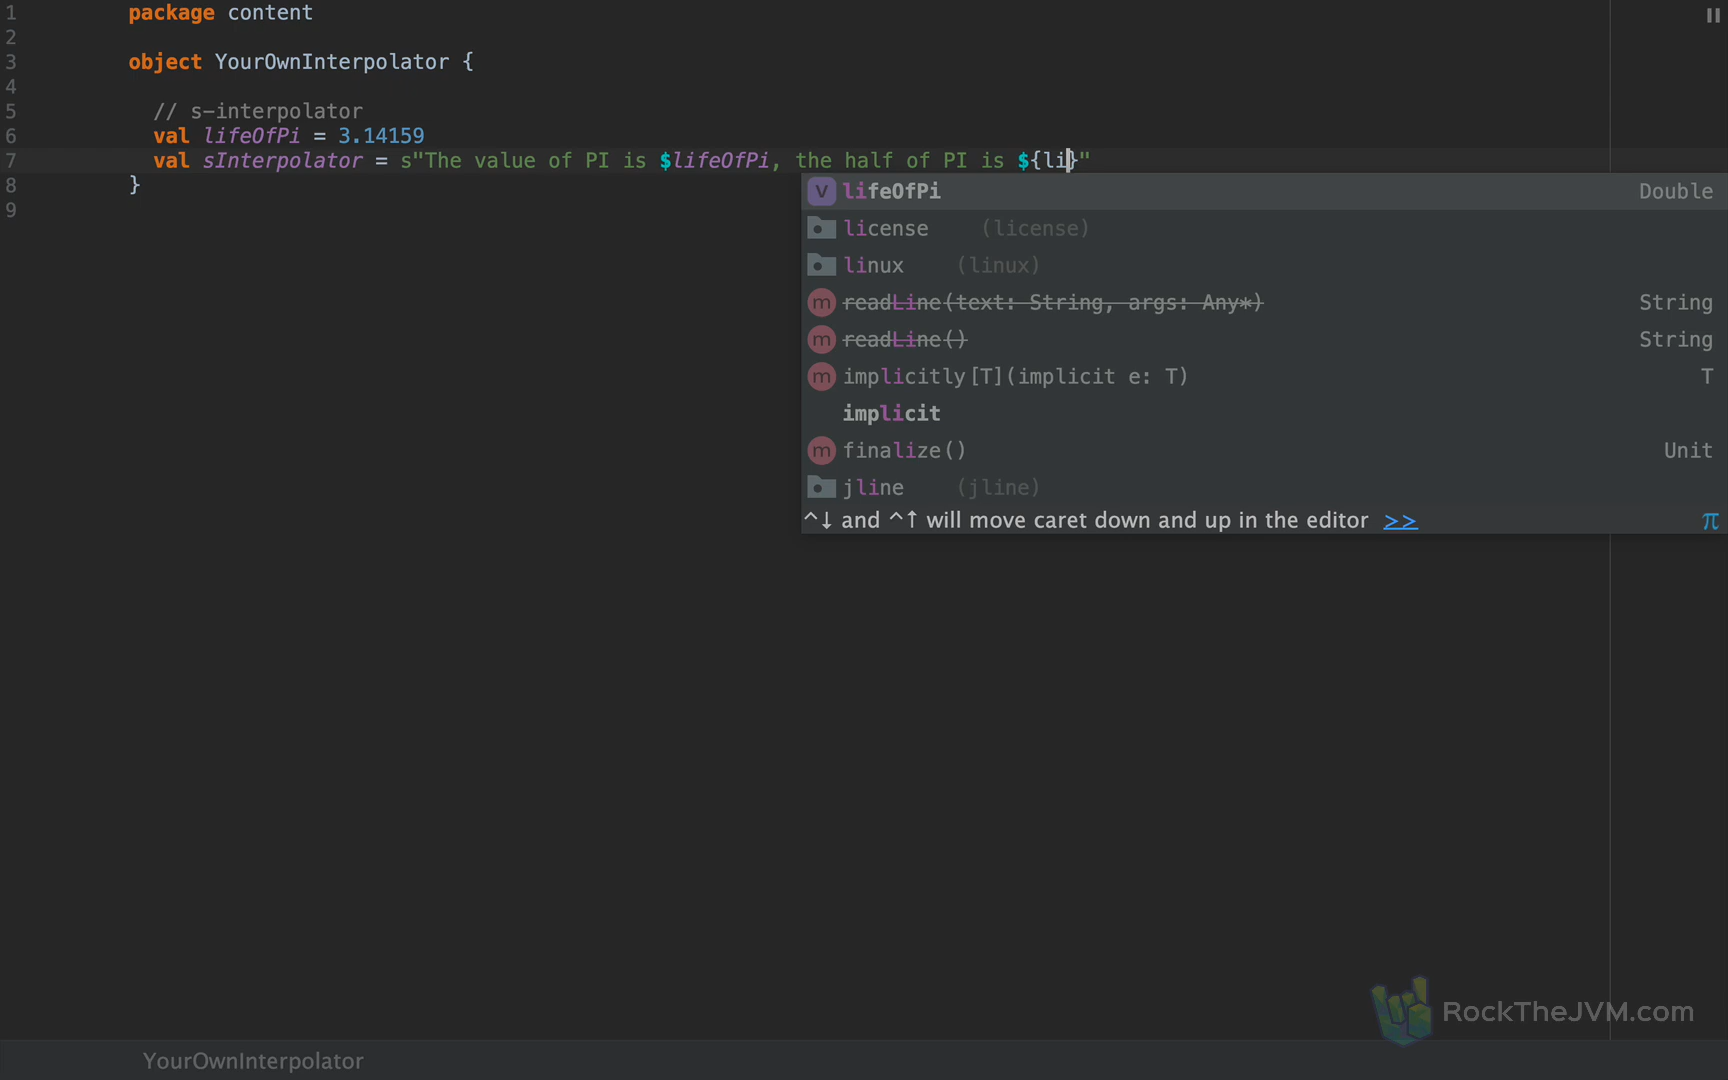 1 package content
2
3 object YourOwnInterpolator {
4
5 // s-interpolator
6 val lifeOfPi = 3.14159
7 val sInterpolator = s"The value of PI is $lifeOfPi, the half of PI is ${li}"
8 }
9
V lifeOfPi Double
license (license)
linux (linux)
m readLine(text: String, args: Any*) String
m readLine() String
m implicitly[T](implicit e: T) T
implicit
m finalize() Unit
jline (jline)
^↓ and ^↑ will move caret down and up in the editor >> π
RockTheJVM.com
YourOwnInterpolator